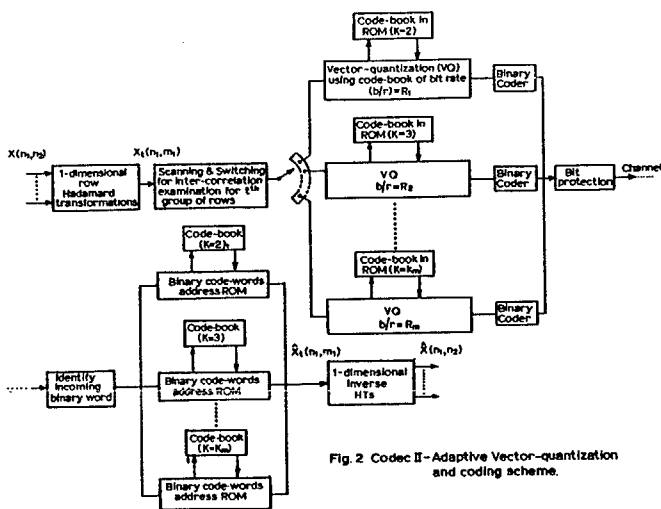 Code-book in
ROM (K=2)
Vector-quantization (VQ)
using code-book of bit rate
(b/r)=R₁
Binary
Coder
X(n₁,n₂)
1-dimensional
row
Hadamard
transformations
Xₜ(n₁,m₁)
Scanning & Switching
for inter-correlation
examination for tᵗʰ
group of rows
Code-book in
ROM (K=3)
VQ
b/r=R₂
Binary
Coder
Bit
protection
Channel
Code-book in
ROM (K=kₘ)
VQ
b/r=Rₘ
Binary
Coder
Code-book
(K=2)ₜ
Binary code-words
address ROM
Code-book
(K=3)
Identify
incoming
binary word
Binary code-words
address ROM
X̂ₜ(n₁,m₁)
1-dimensional
inverse
HTs
X̂(n₁,n₂)
Code-book
(K=Kₘ)
Binary code-words
address ROM
Fig. 2 Codec II-Adaptive Vector-quantization
and coding scheme.